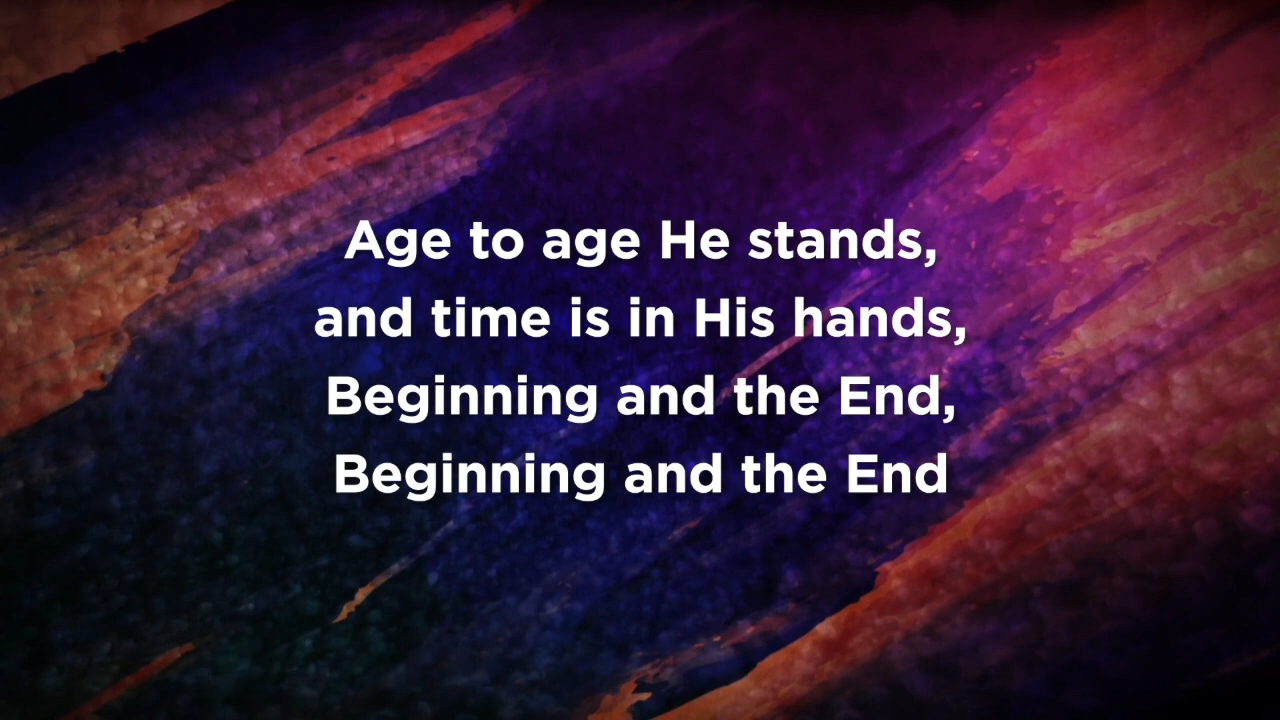 Age to age He stands,
and time is in His hands,
Beginning and the End,
Beginning and the End